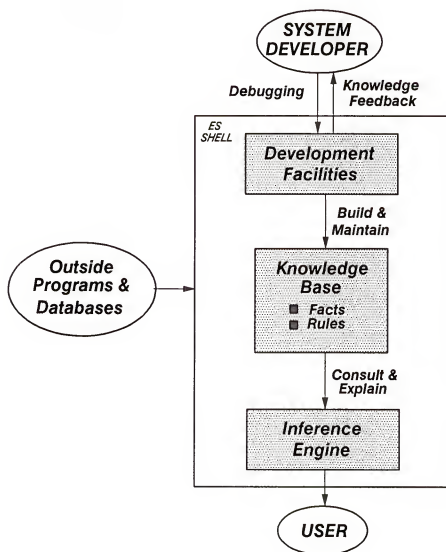 SYSTEM
DEVELOPER
Debugging
Knowledge
Feedback
ES
SHELL
Development
Facilities
Build &
Maintain
Outside
Programs &
Databases
Knowledge
Base
Facts
Rules
Consult &
Explain
Inference
Engine
USER